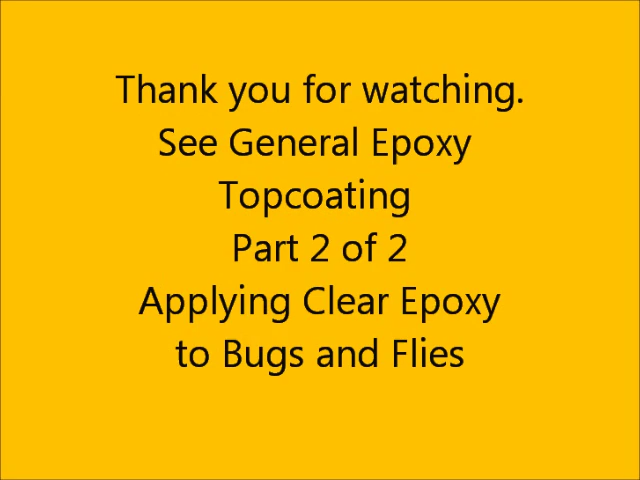 Thank you for watching.
See General Epoxy
Topcoating
Part 2 of 2
Applying Clear Epoxy
to Bugs and Flies